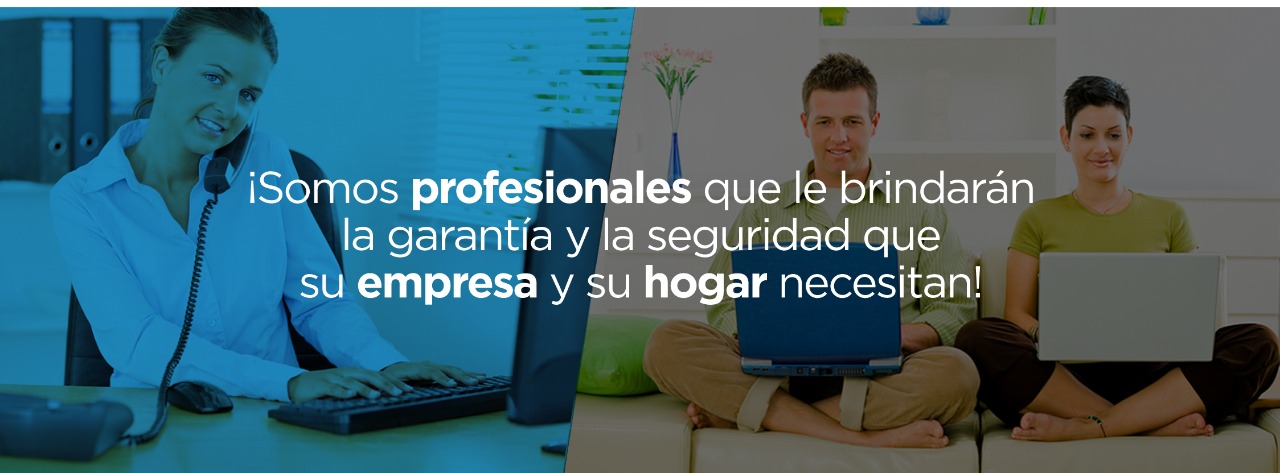 ¡Somos profesionales que le brindarán
la garantía y la seguridad que
su empresa y su hogar necesitan!